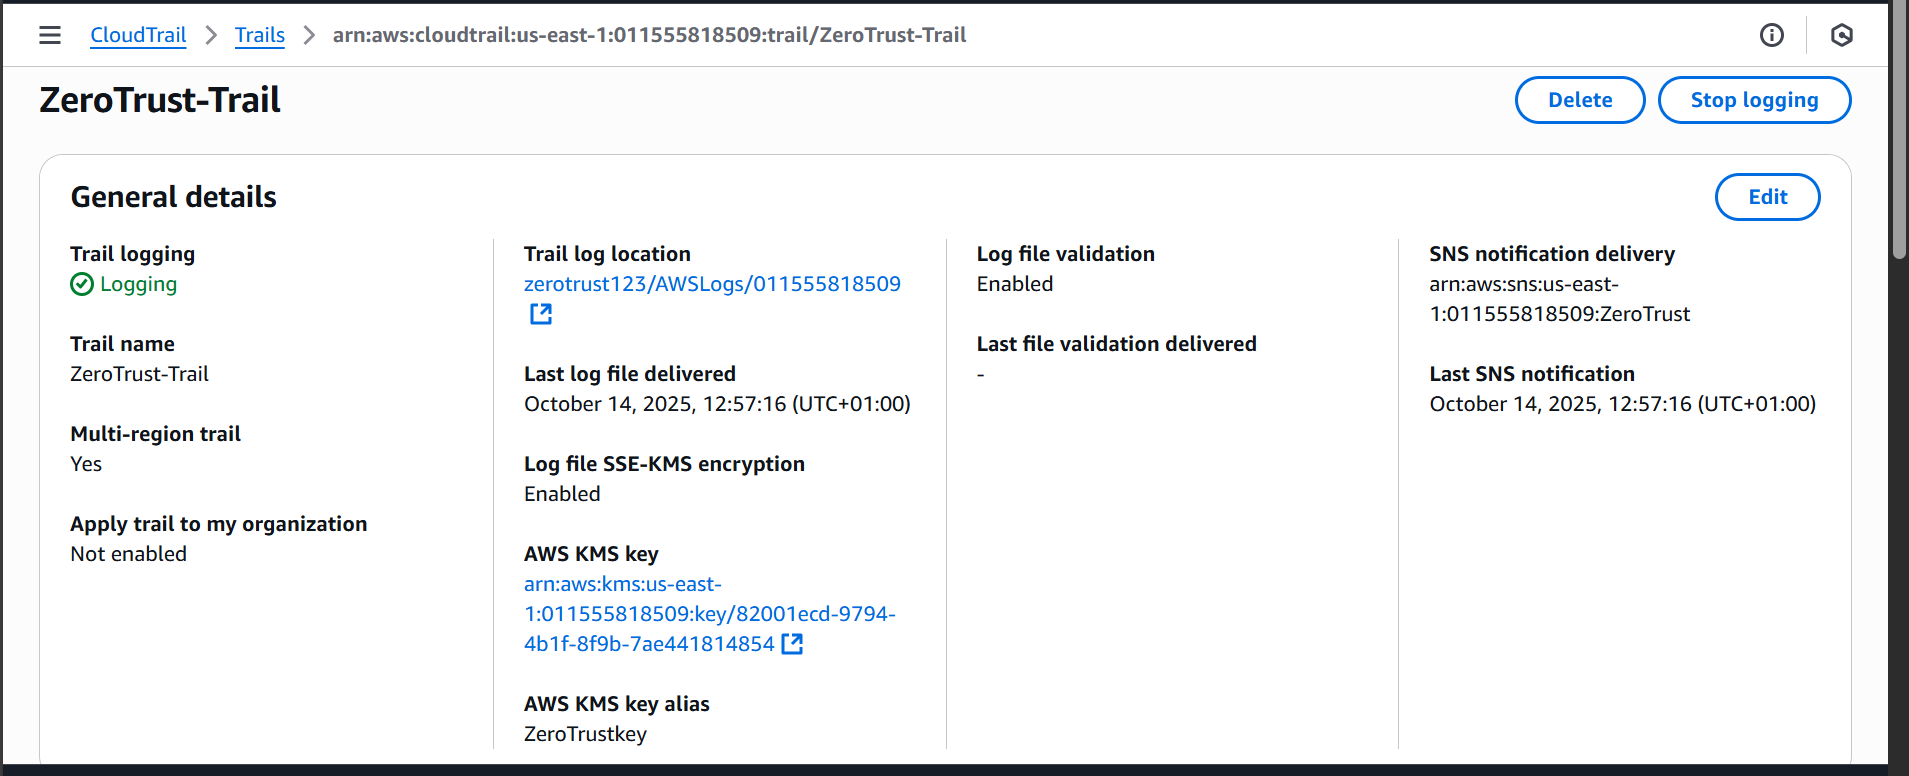 CloudTrail > Trails > arn:aws:cloudtrail:us-east-1:011555818509:trail/ZeroTrust-Trail
ZeroTrust-Trail
Delete
Stop logging
General details
Edit
Trail logging
Logging
Trail name
ZeroTrust-Trail
Multi-region trail
Yes
Apply trail to my organization
Not enabled
Trail log location
zerotrust123/AWSLogs/011555818509
Last log file delivered
October 14, 2025, 12:57:16 (UTC+01:00)
Log file SSE-KMS encryption
Enabled
AWS KMS key
arn:aws:kms:us-east-
1:011555818509:key/82001ecd-9794-
4b1f-8f9b-7ae441814854
AWS KMS key alias
ZeroTrustkey
Log file validation
Enabled
Last file validation delivered
-
SNS notification delivery
arn:aws:sns:us-east-
1:011555818509:ZeroTrust
Last SNS notification
October 14, 2025, 12:57:16 (UTC+01:00)